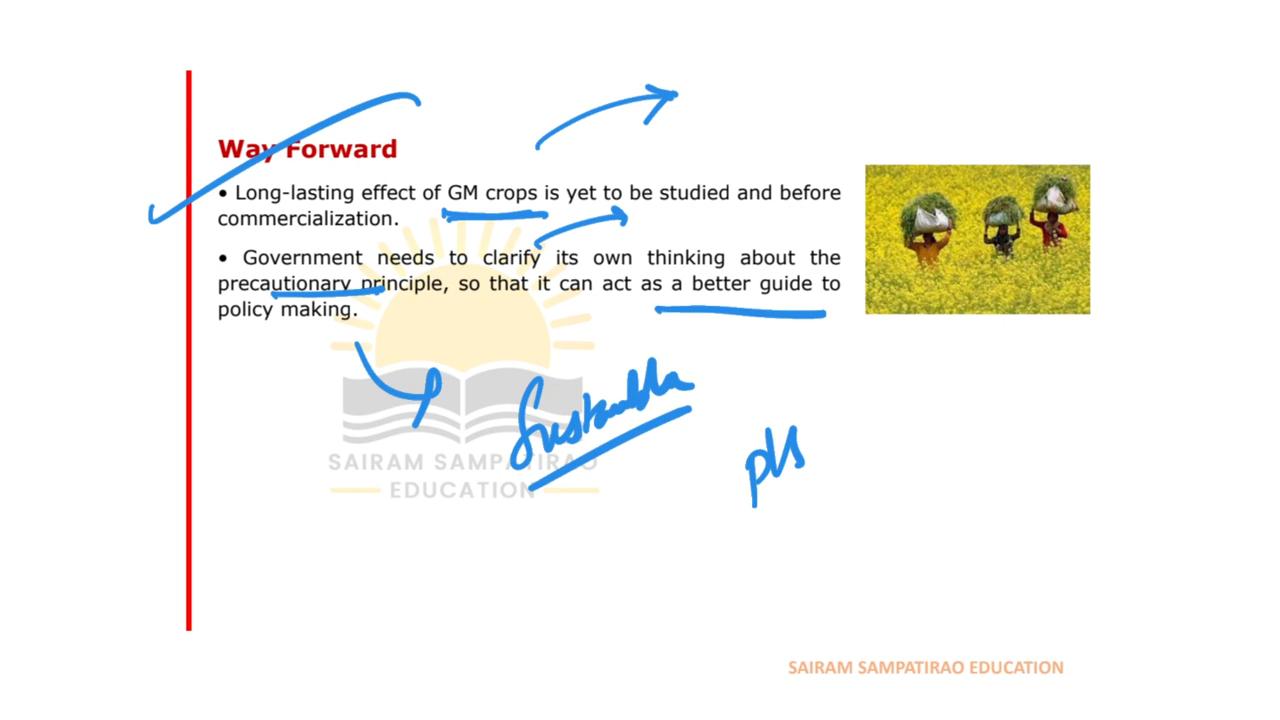 Way Forward
• Long-lasting effect of GM crops is yet to be studied and before
commercialization.
• Government needs to clarify its own thinking about the
precautionary principle, so that it can act as a better guide to
policy making.
SAIRAM SAMPATIRAO
EDUCATION
SAIRAM SAMPATIRAO EDUCATION